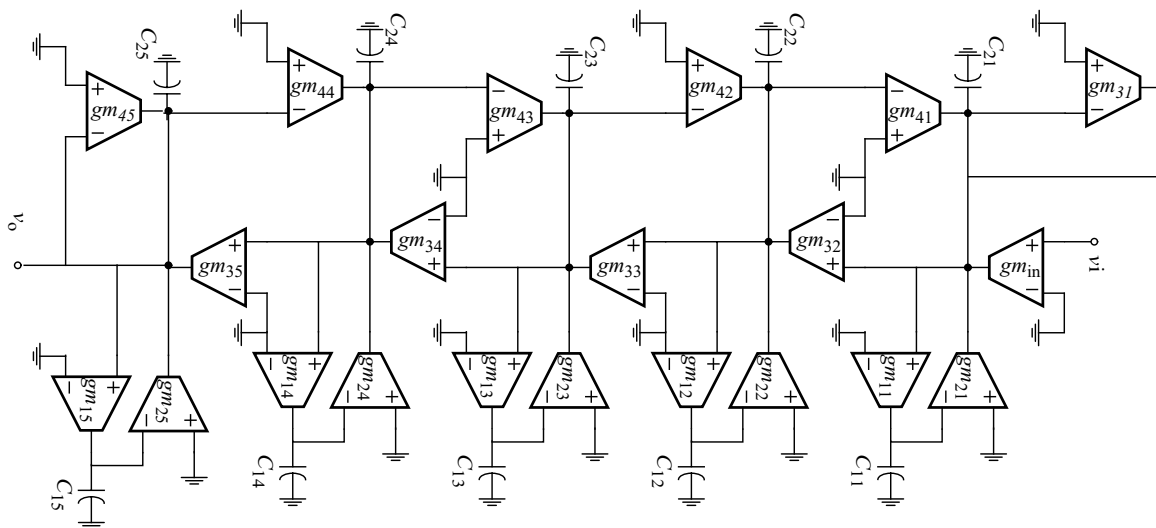 C25
C24
C23
C22
C21
+
gm45
−
+
gm44
−
−
gm43
+
+
gm42
−
−
gm41
+
+
gm31
−
vo
+
gm35
−
−
gm34
+
+
gm33
−
−
gm32
+
+
gmin
−
vi
−
gm15
+
gm25
−
+
−
gm14
+
gm24
−
+
−
gm13
+
gm23
−
+
−
gm12
+
gm22
−
+
−
gm11
+
gm21
−
+
C15
C14
C13
C12
C11